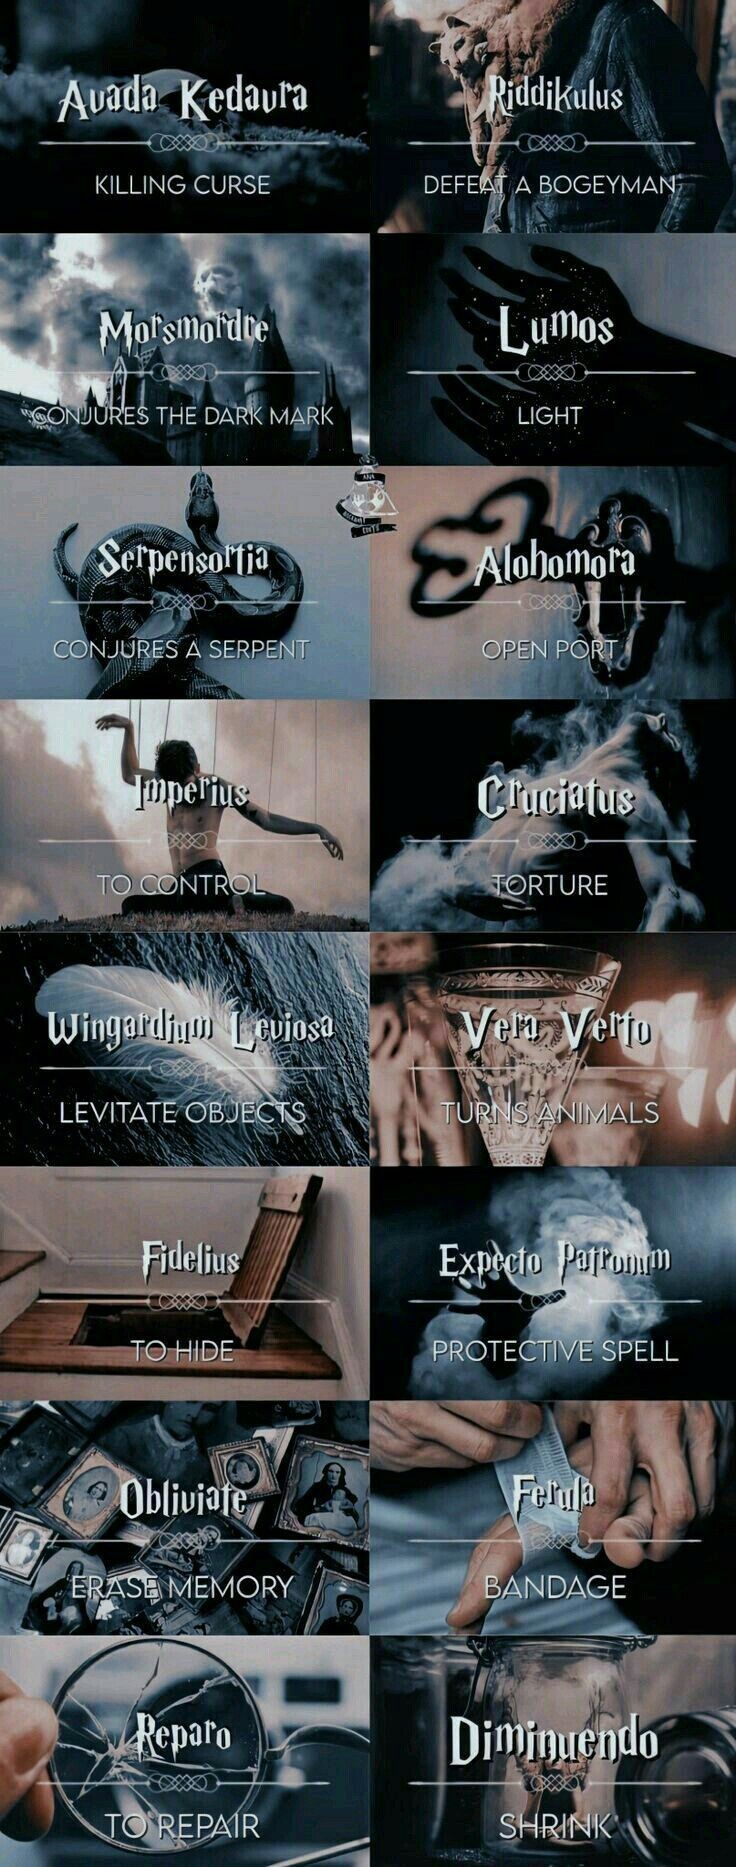 Avada Kedavra
KILLING CURSE
Riddikulus
DEFEAT A BOGEYMAN
Morsmordre
CONJURES THE DARK MARK
Lumos
LIGHT
Serpensortia
CONJURES A SERPENT
Alohomora
OPEN PORT
Imperius
TO CONTROL
Cruciatus
TORTURE
Wingardium Leviosa
LEVITATE OBJECTS
Vera Verto
TURNS ANIMALS
Fidelius
TO HIDE
Expecto Patronum
PROTECTIVE SPELL
Obliviate
ERASE MEMORY
Ferula
BANDAGE
Reparo
TO REPAIR
Diminuendo
SHRINK